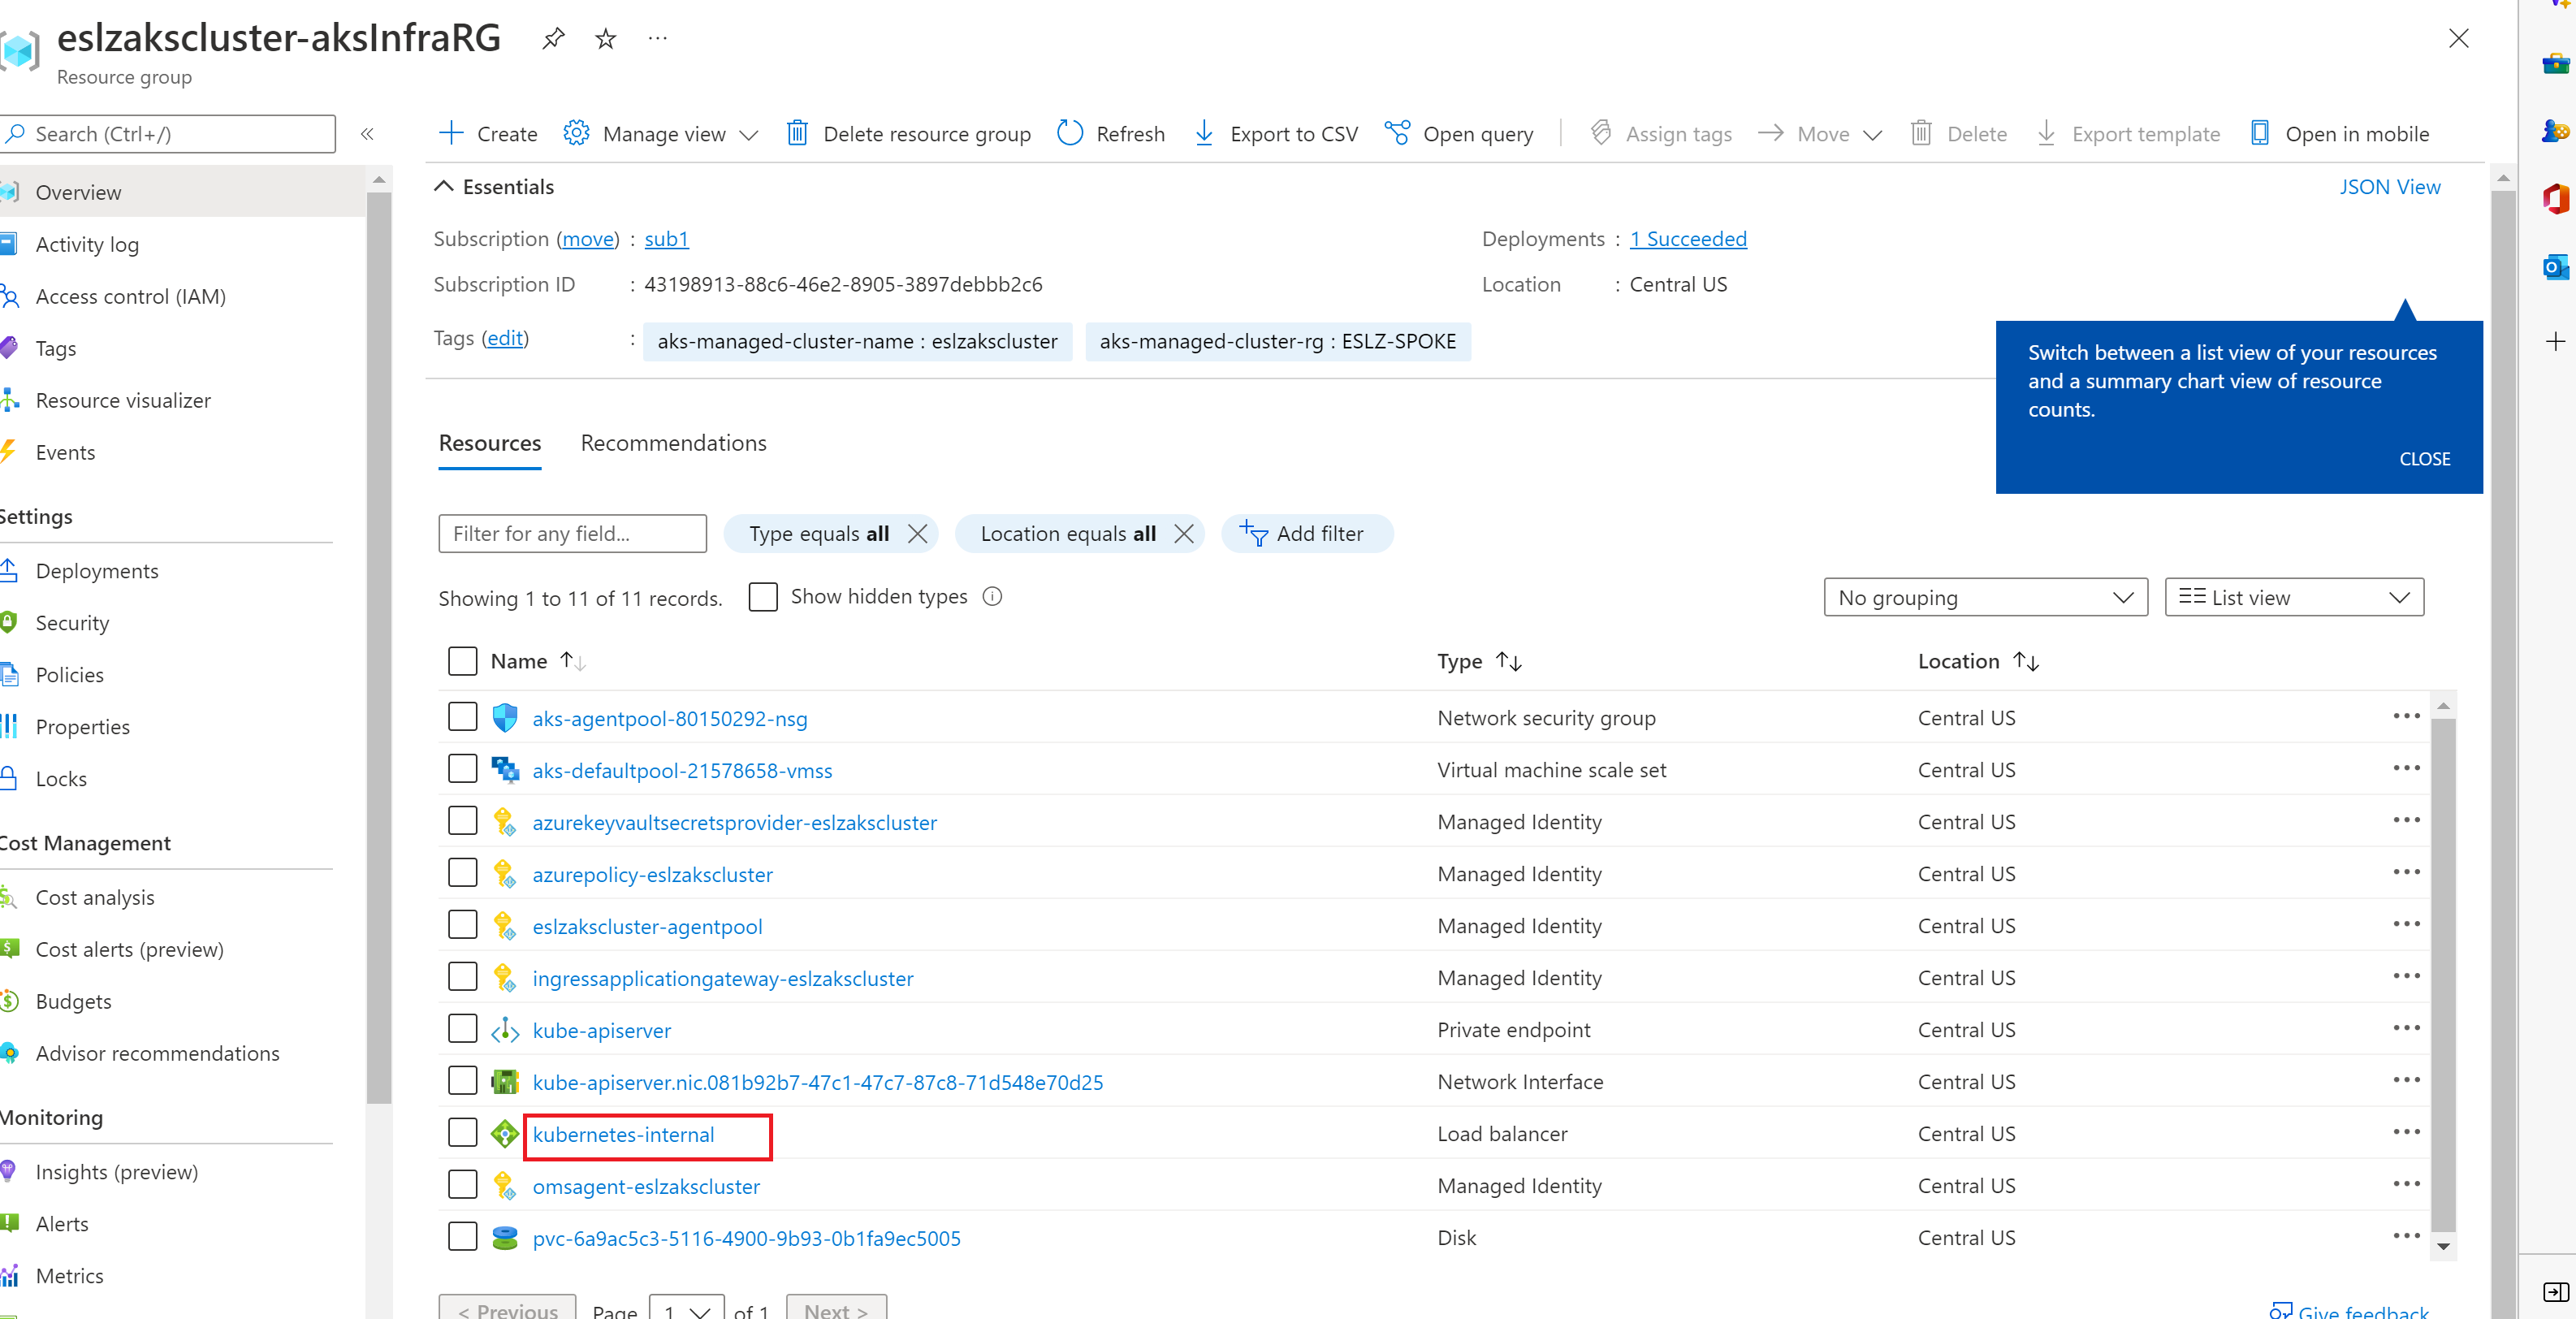 eslzakscluster-aksInfraRG
Resource group
Search (Ctrl+/)
Overview
Activity log
Access control (IAM)
Tags
Resource visualizer
Events
Settings
Deployments
Security
Policies
Properties
Locks
Cost Management
Cost analysis
Cost alerts (preview)
Budgets
Advisor recommendations
Monitoring
Insights (preview)
Alerts
Metrics
Create Manage view Delete resource group Refresh Export to CSV Open query Assign tags Move Delete Export template Open in mobile
Essentials JSON View
Subscription (move) : sub1 Deployments : 1 Succeeded
Subscription ID : 43198913-88c6-46e2-8905-3897debbb2c6 Location : Central US
Tags (edit) : aks-managed-cluster-name : eslzakscluster aks-managed-cluster-rg : ESLZ-SPOKE
Switch between a list view of your resources
and a summary chart view of resource
counts.
CLOSE
Resources Recommendations
Filter for any field... Type equals all Location equals all Add filter
Showing 1 to 11 of 11 records. Show hidden types No grouping List view
Name Type Location
aks-agentpool-80150292-nsg Network security group Central US
aks-defaultpool-21578658-vmss Virtual machine scale set Central US
azurekeyvaultsecretsprovider-eslzakscluster Managed Identity Central US
azurepolicy-eslzakscluster Managed Identity Central US
eslzakscluster-agentpool Managed Identity Central US
ingressapplicationgateway-eslzakscluster Managed Identity Central US
kube-apiserver Private endpoint Central US
kube-apiserver.nic.081b92b7-47c1-47c7-87c8-71d548e70d25 Network Interface Central US
kubernetes-internal Load balancer Central US
omsagent-eslzakscluster Managed Identity Central US
pvc-6a9ac5c3-5116-4900-9b93-0b1fa9ec5005 Disk Central US
< Previous Page 1 of 1 Next > Give feedback